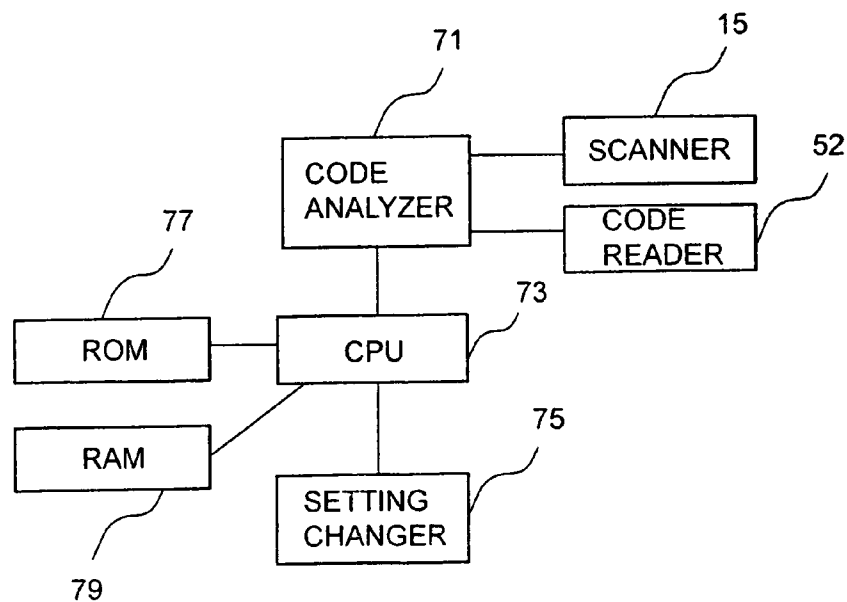 71
15
CODE
ANALYZER
SCANNER
52
CODE
READER
77
73
ROM
CPU
RAM
75
SETTING
CHANGER
79